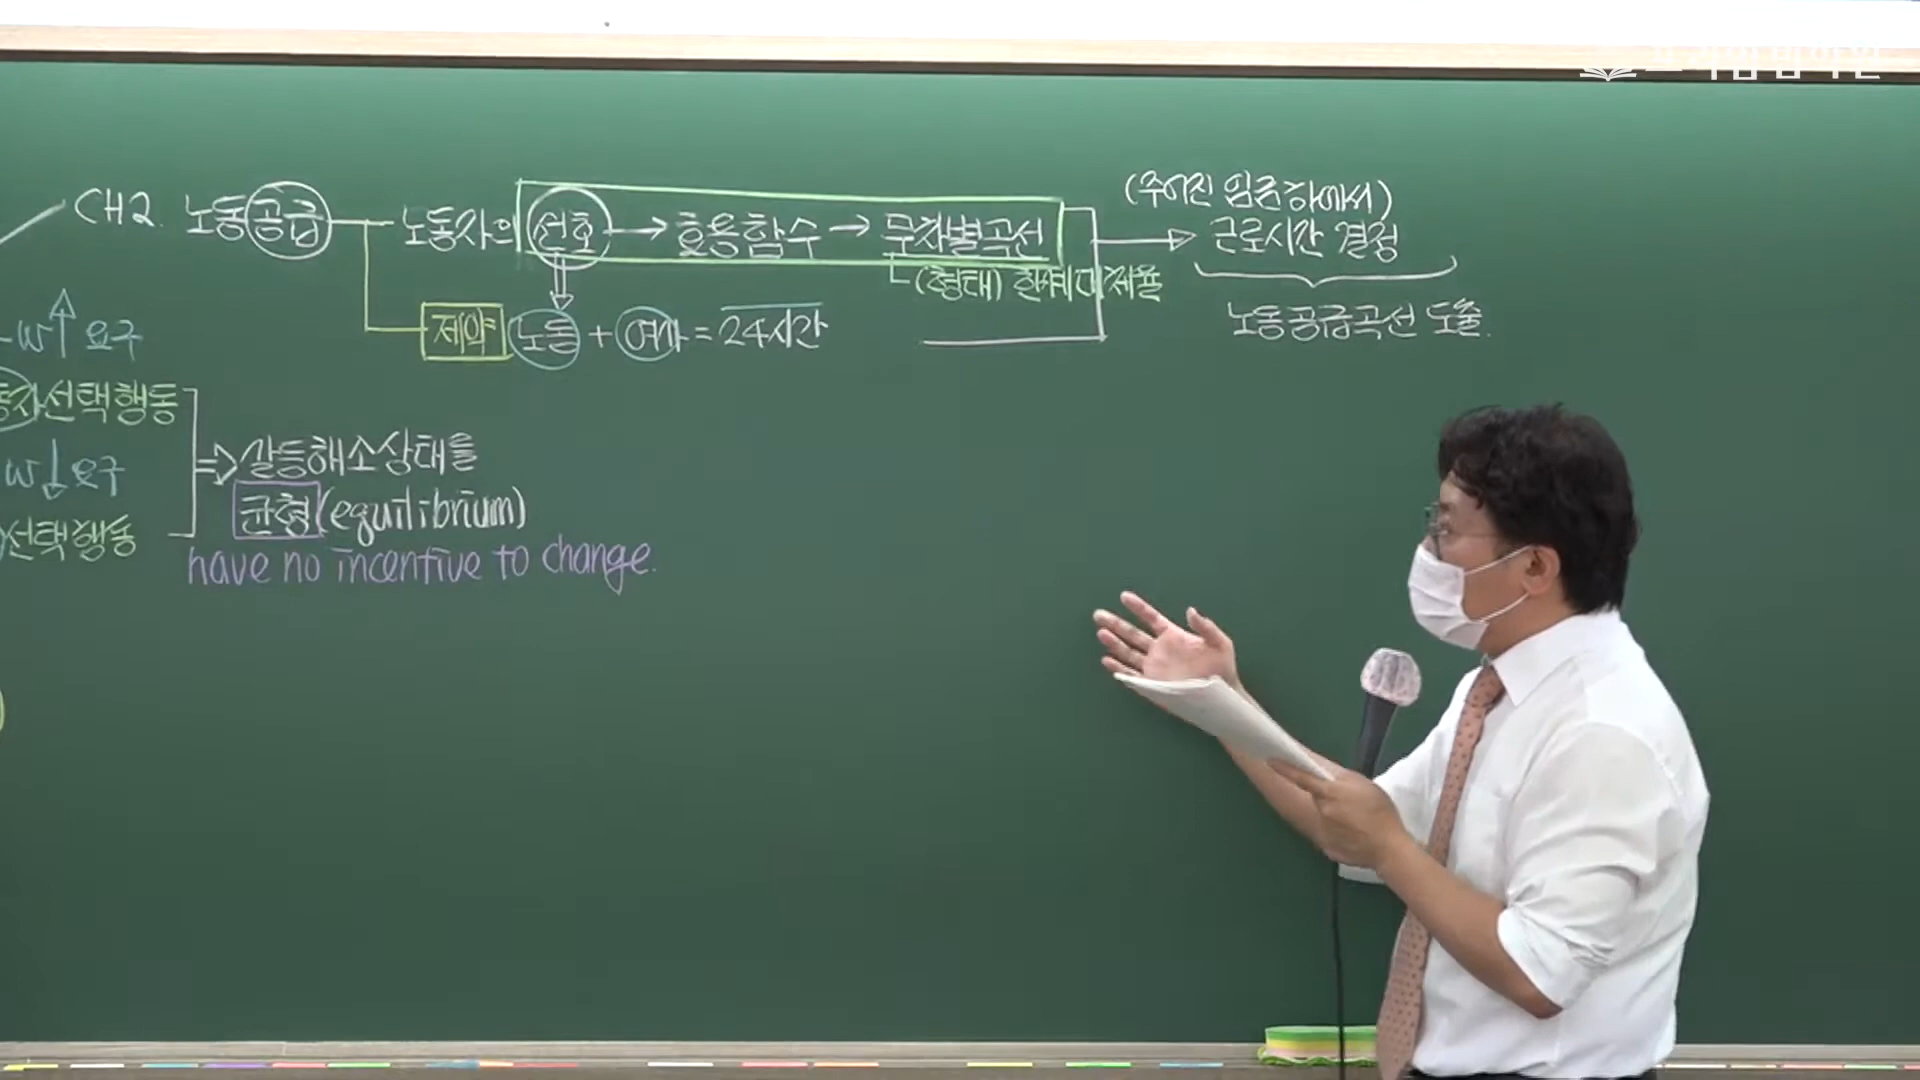 CH2. 노동공급 노동자의 선호 → 효용함수 → 무차별곡선
(형태) 한계대체율
(주어진 임금하에서)
근로시간 결정
노동공급곡선 도출.
제약 노동 + 여가 = 24시간
w↑ 요구
선택행동
w↓요구
선택행동
⇒ 갈등해소상태를
균형(equilibrium)
have no incentive to change.